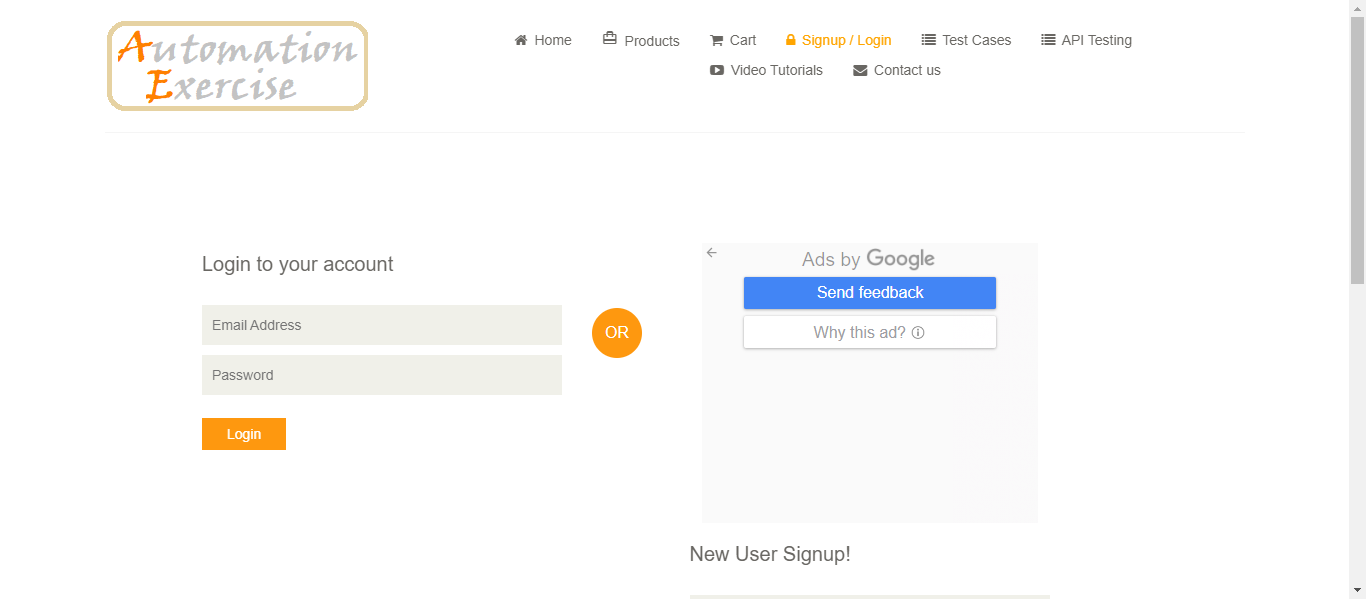 Automation
Exercise
Home
Products
Cart
Signup / Login
Test Cases
API Testing
Video Tutorials
Contact us
Login to your account
Email Address
Password
Login
OR
Ads by Google
Send feedback
Why this ad?
New User Signup!